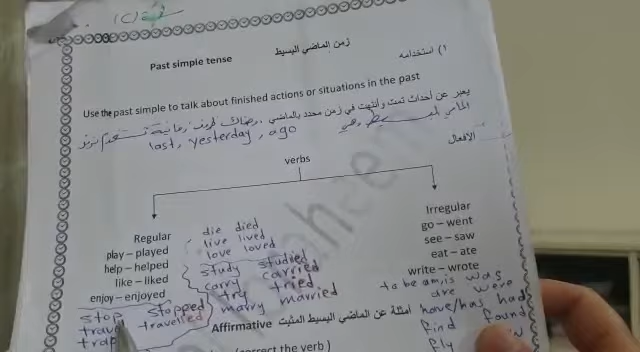 (C)
زمن الماضي البسيط
Past simple tense
١) استخدامه
Use the past simple to talk about finished actions or situations in the past
يعبر عن أحداث تمت وانتهت في زمن محدد بالماضي
last, yesterday, ago
الأفعال
verbs
Regular
play – played
help – helped
like – liked
enjoy – enjoyed
stop stopped
travelled
die died
live lived
love loved
study studied
carry carried
try tried
marry married
Irregular
go – went
see – saw
eat – ate
write – wrote
to be am, is was
are were
have/has had
find found
fly
Affirmative أمثلة عن الماضي البسيط المثبت
(correct the verb)